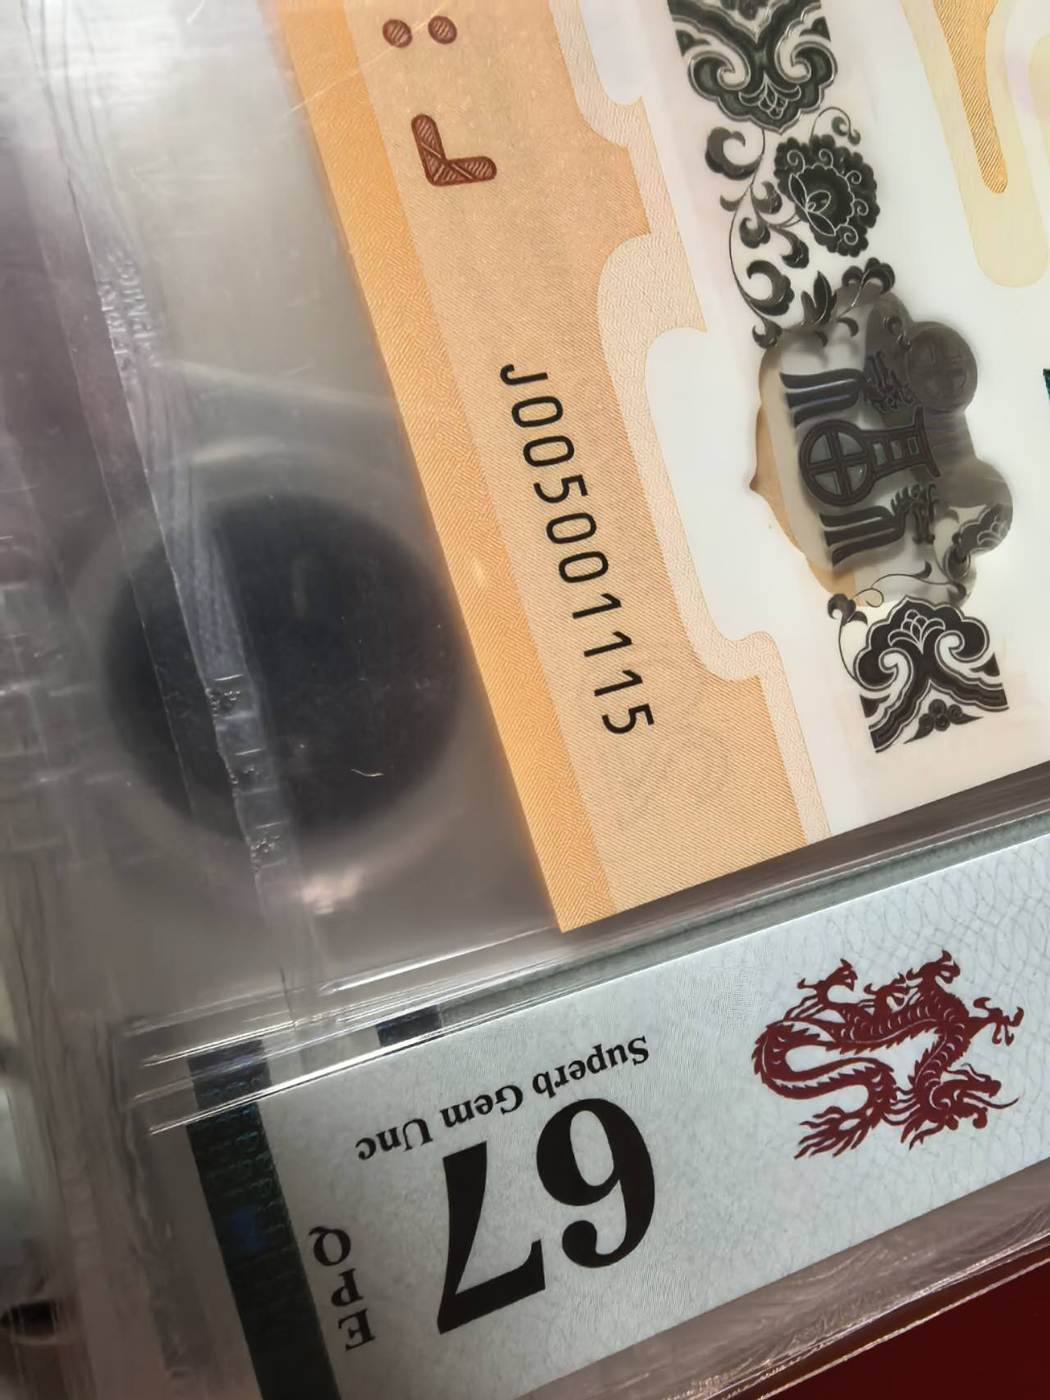 J005001115
67
Superb Gem Unc
EPQ